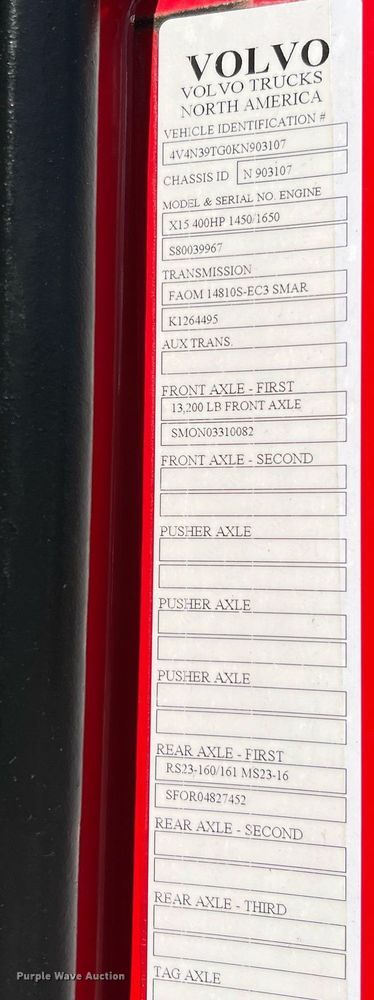 VOLVO
VOLVO TRUCKS
NORTH AMERICA
VEHICLE IDENTIFICATION #
4V4N39TG0KN903107
CHASSIS ID N 903107
MODEL & SERIAL NO. ENGINE
X15 400HP 1450/1650
S80039967
TRANSMISSION
FAOM 14810S-EC3 SMAR
K1264495
AUX TRANS.
FRONT AXLE - FIRST
13,200 LB FRONT AXLE
SMON03310082
FRONT AXLE - SECOND
PUSHER AXLE
PUSHER AXLE
PUSHER AXLE
REAR AXLE - FIRST
RS23-160/161 MS23-16
SFOR04827452
REAR AXLE - SECOND
REAR AXLE - THIRD
TAG AXLE
Purple Wave Auction